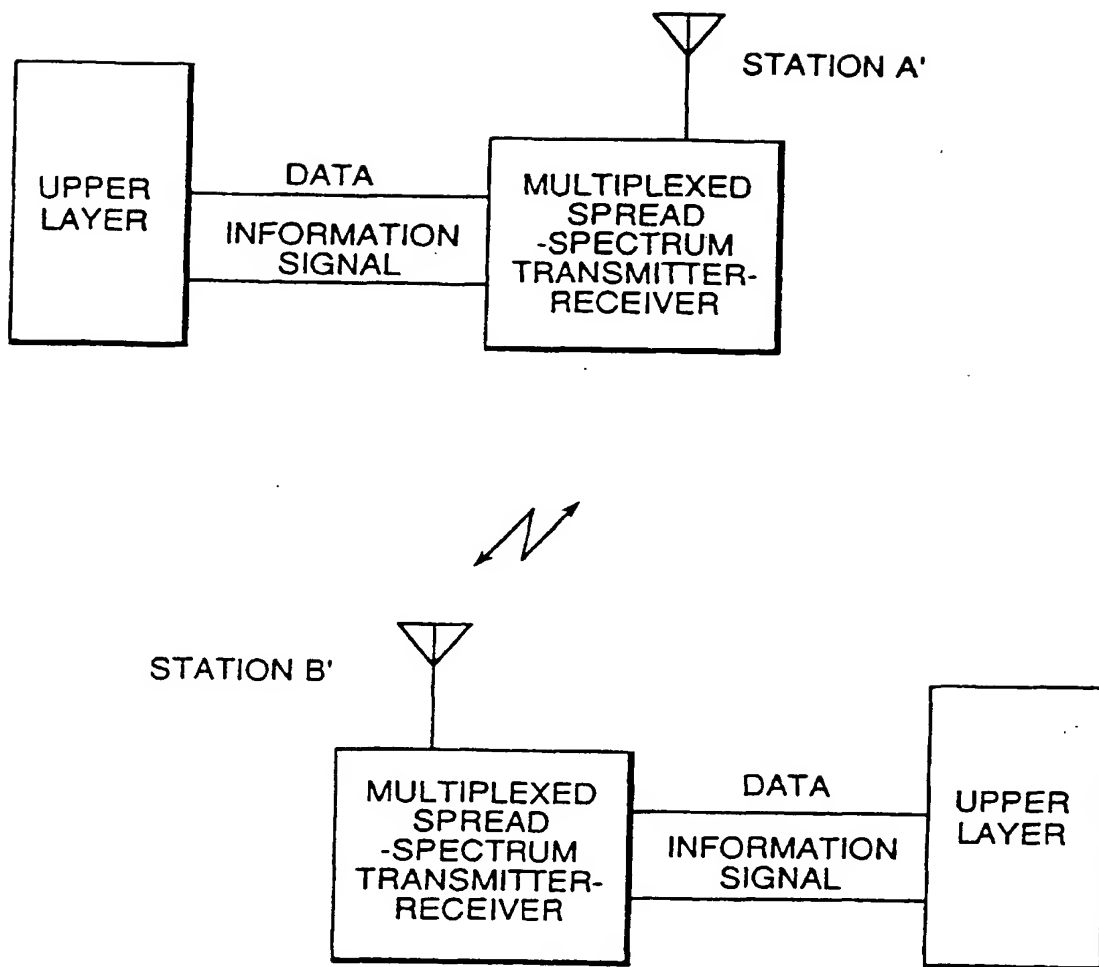 STATION A'
UPPER
LAYER
DATA
INFORMATION
SIGNAL
MULTIPLEXED
SPREAD
-SPECTRUM
TRANSMITTER-
RECEIVER
STATION B'
MULTIPLEXED
SPREAD
-SPECTRUM
TRANSMITTER-
RECEIVER
DATA
INFORMATION
SIGNAL
UPPER
LAYER